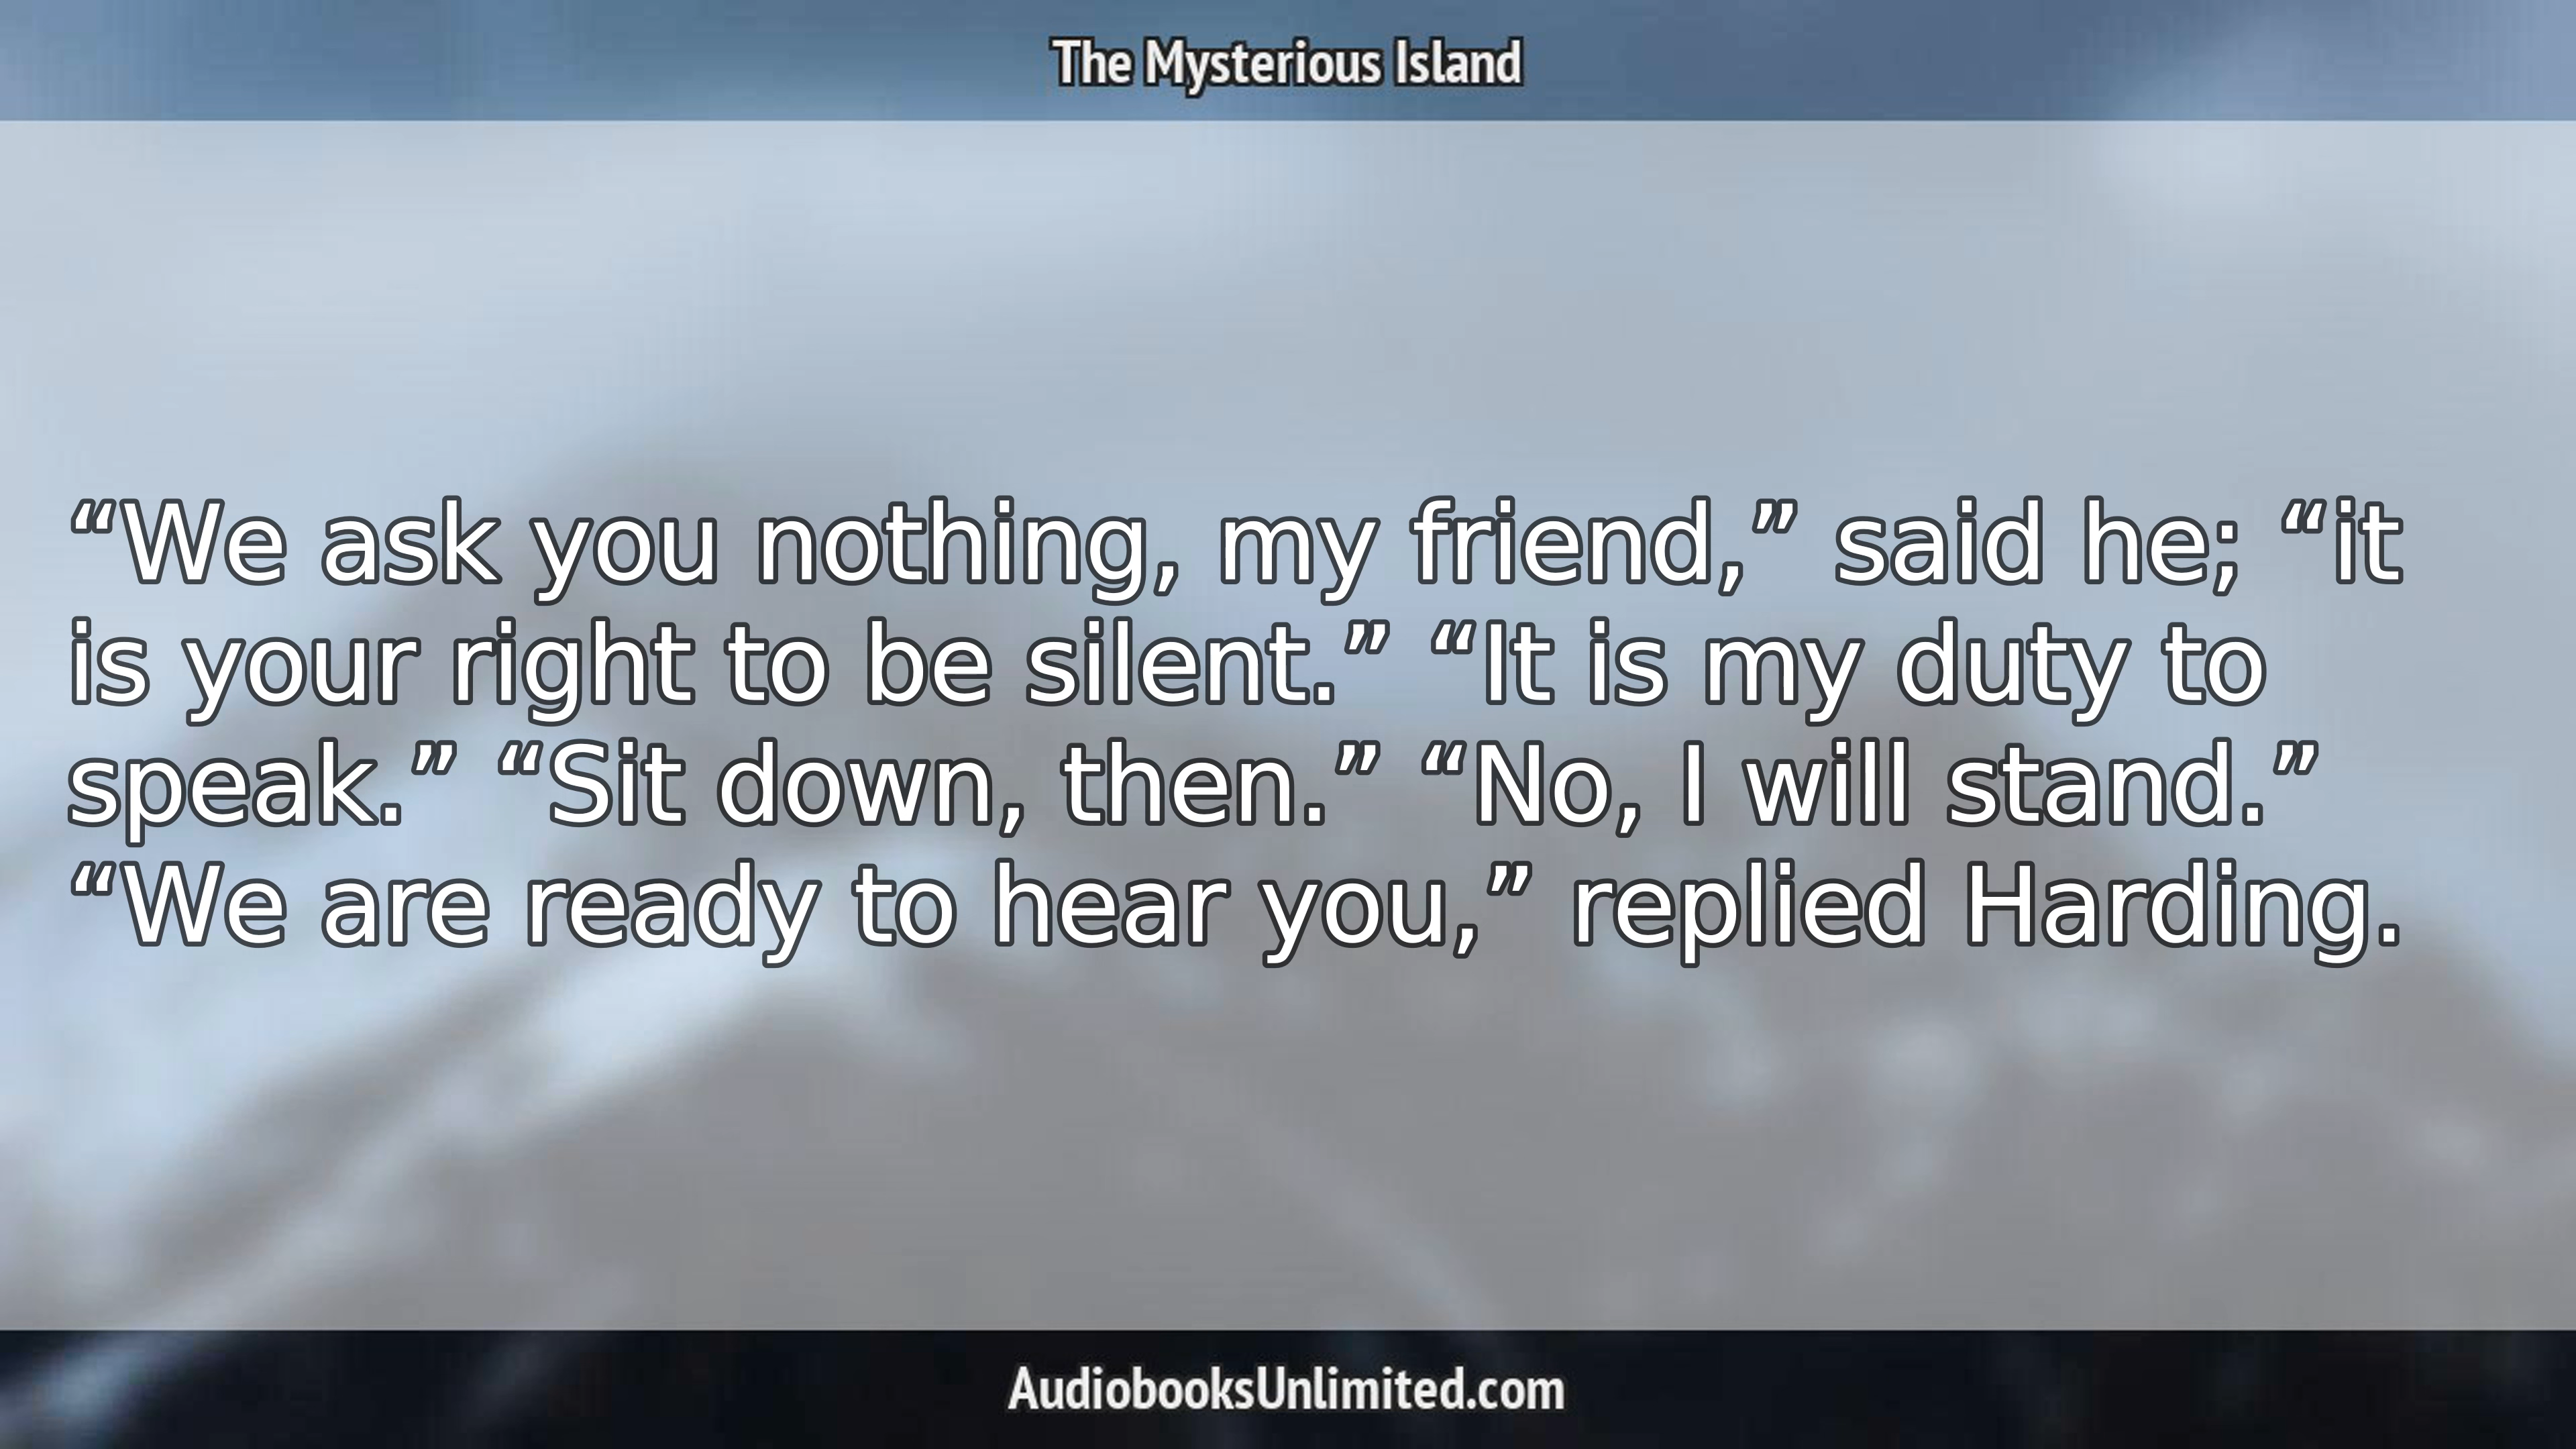 The Mysterious Island
“We ask you nothing, my friend,” said he; “it
is your right to be silent.” “It is my duty to
speak.” “Sit down, then.” “No, I will stand.”
“We are ready to hear you,” replied Harding.
AudiobooksUnlimited.com